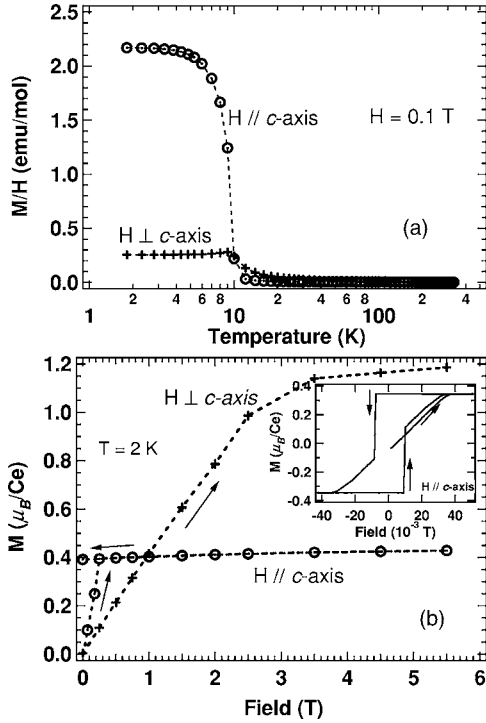 2.5
2.0
H // c-axis
H = 0.1 T
1.5
M/H (emu/mol)
1.0
0.5
H ⊥ c-axis
(a)
0.0
2 4 6 8 2 4 6 8 2
1 10 100
Temperature (K)
1.2
H ⊥ c-axis
1.0
T = 2 K
0.8
M (μB/Ce)
0.6
0.4
0.2
0.0
0.4
0.2
0.0
-0.2
-0.4
M (μB/Ce)
H // c-axis
-40 -20 0 20 40
Field (10-3 T)
H // c-axis
(b)
0 1 2 3 4 5 6
Field (T)